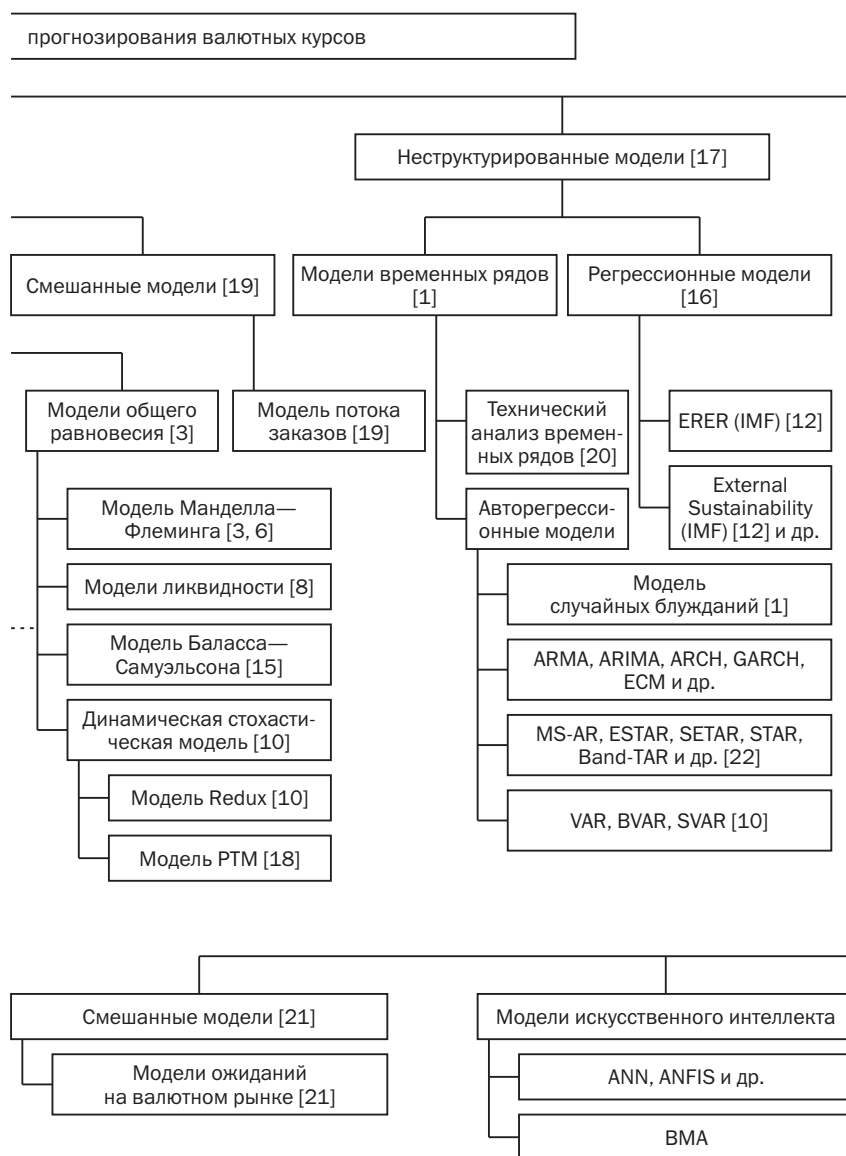 прогнозирования валютных курсов
Неструктурированные модели [17]
Смешанные модели [19]
Модели временных рядов
[1]
Регрессионные модели
[16]
Модели общего
равновесия [3]
Модель потока
заказов [19]
Технический
анализ времен-
ных рядов [20]
ERER (IMF) [12]
Модель Манделла—
Флеминга [3, 6]
Авторегресси-
онные модели
External
Sustainability
(IMF) [12] и др.
Модели ликвидности [8]
Модель
случайных блужданий [1]
Модель Баласса—
Самуэльсона [15]
ARMA, ARIMA, ARCH, GARCH,
ECM и др.
Динамическая стохасти-
ческая модель [10]
MS-AR, ESTAR, SETAR, STAR,
Band-TAR и др. [22]
Модель Redux [10]
VAR, BVAR, SVAR [10]
Модель PTM [18]
Смешанные модели [21]
Модели искусственного интеллекта
Модели ожиданий
на валютном рынке [21]
ANN, ANFIS и др.
BMA